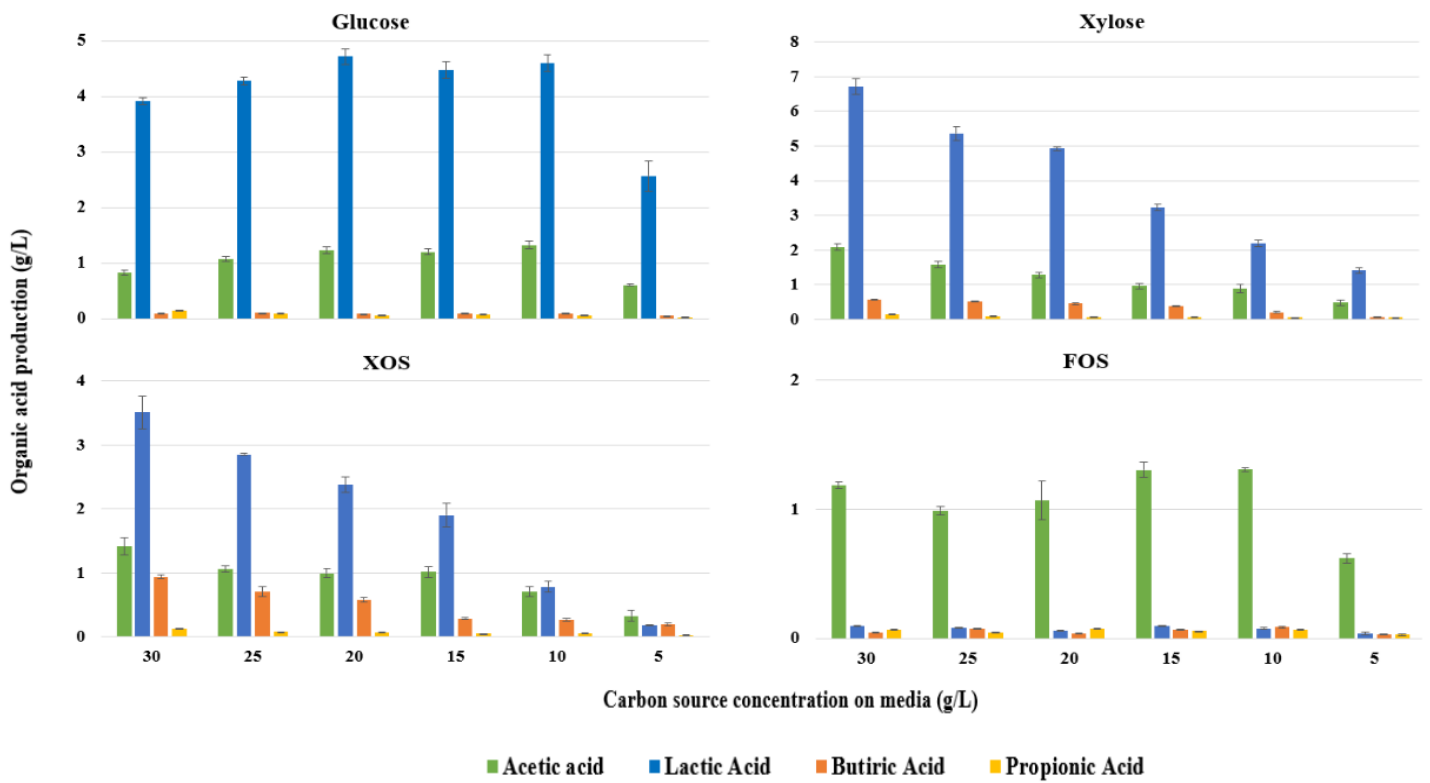 Glucose
5
4
3
2
1
0
Xylose
8
7
6
5
4
3
2
1
0
Organic acid production (g/L)
XOS
4
3
2
1
0
30 25 20 15 10 5
FOS
2
1
0
30 25 20 15 10 5
Carbon source concentration on media (g/L)
Acetic acid Lactic Acid Butiric Acid Propionic Acid